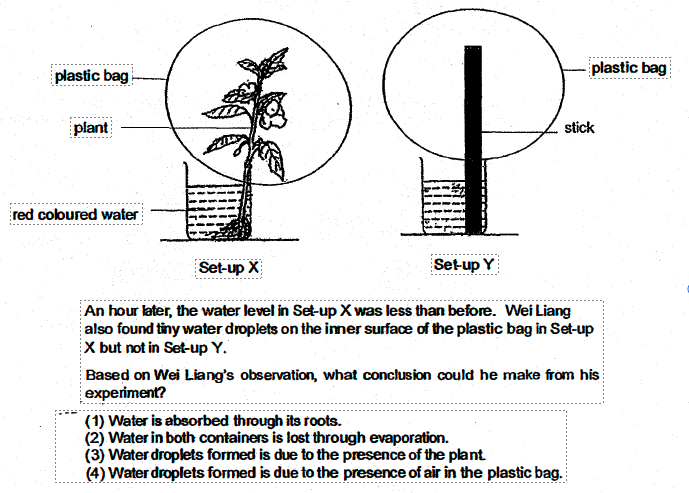 plastic bag
plastic bag
plant
stick
red coloured water
Set-up X
Set-up Y
An hour later, the water level in Set-up X was less than before. Wei Liang
also found tiny water droplets on the inner surface of the plastic bag in Set-up
X but not in Set-up Y.
Based on Wei Liang's observation, what conclusion could he make from his
experiment?
(1) Water is absorbed through its roots.
(2) Water in both containers is lost through evaporation.
(3) Water droplets formed is due to the presence of the plant.
(4) Water droplets formed is due to the presence of air in the plastic bag.